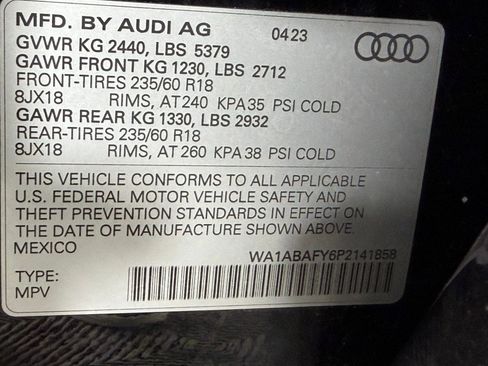 MFD. BY AUDI AG 04 23
GVWR KG 2440, LBS 5379
GAWR FRONT KG 1230, LBS 2712
FRONT-TIRES 235/60 R18
8JX18 RIMS, AT 240 KPA 35 PSI COLD
GAWR REAR KG 1330, LBS 2932
REAR-TIRES 235/60 R18
8JX18 RIMS, AT 260 KPA 38 PSI COLD
THIS VEHICLE CONFORMS TO ALL APPLICABLE
U.S. FEDERAL MOTOR VEHICLE SAFETY AND
THEFT PREVENTION STANDARDS IN EFFECT ON
THE DATE OF MANUFACTURE SHOWN ABOVE.
MEXICO
WA1ABAFY6P2141858
TYPE:
MPV